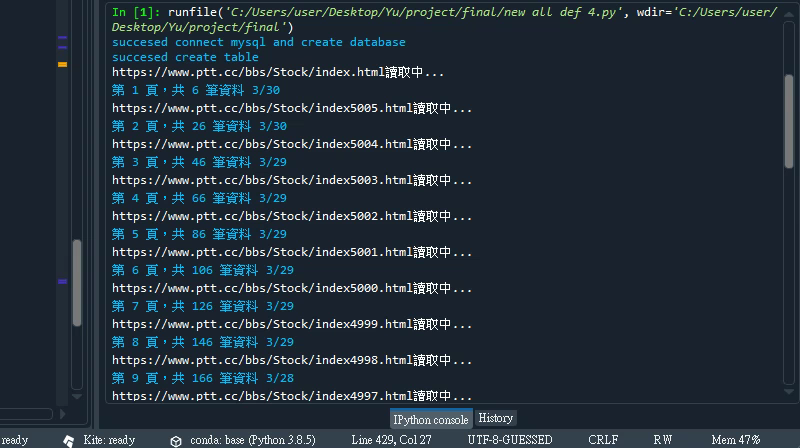 In [1]: runfile('C:/Users/user/Desktop/Yu/project/final/new all def 4.py', wdir='C:/Users/user/
Desktop/Yu/project/final')
succesed connect mysql and create database
succesed create table
https://www.ptt.cc/bbs/Stock/index.html讀取中...
第 1 頁，共 6 筆資料 3/30
https://www.ptt.cc/bbs/Stock/index5005.html讀取中...
第 2 頁，共 26 筆資料 3/30
https://www.ptt.cc/bbs/Stock/index5004.html讀取中...
第 3 頁，共 46 筆資料 3/29
https://www.ptt.cc/bbs/Stock/index5003.html讀取中...
第 4 頁，共 66 筆資料 3/29
https://www.ptt.cc/bbs/Stock/index5002.html讀取中...
第 5 頁，共 86 筆資料 3/29
https://www.ptt.cc/bbs/Stock/index5001.html讀取中...
第 6 頁，共 106 筆資料 3/29
https://www.ptt.cc/bbs/Stock/index5000.html讀取中...
第 7 頁，共 126 筆資料 3/29
https://www.ptt.cc/bbs/Stock/index4999.html讀取中...
第 8 頁，共 146 筆資料 3/29
https://www.ptt.cc/bbs/Stock/index4998.html讀取中...
第 9 頁，共 166 筆資料 3/28
https://www.ptt.cc/bbs/Stock/index4997.html讀取中...
IPython console History
ready Kite: ready conda: base (Python 3.8.5) Line 429, Col 27 UTF-8-GUESSED CRLF RW Mem 47%